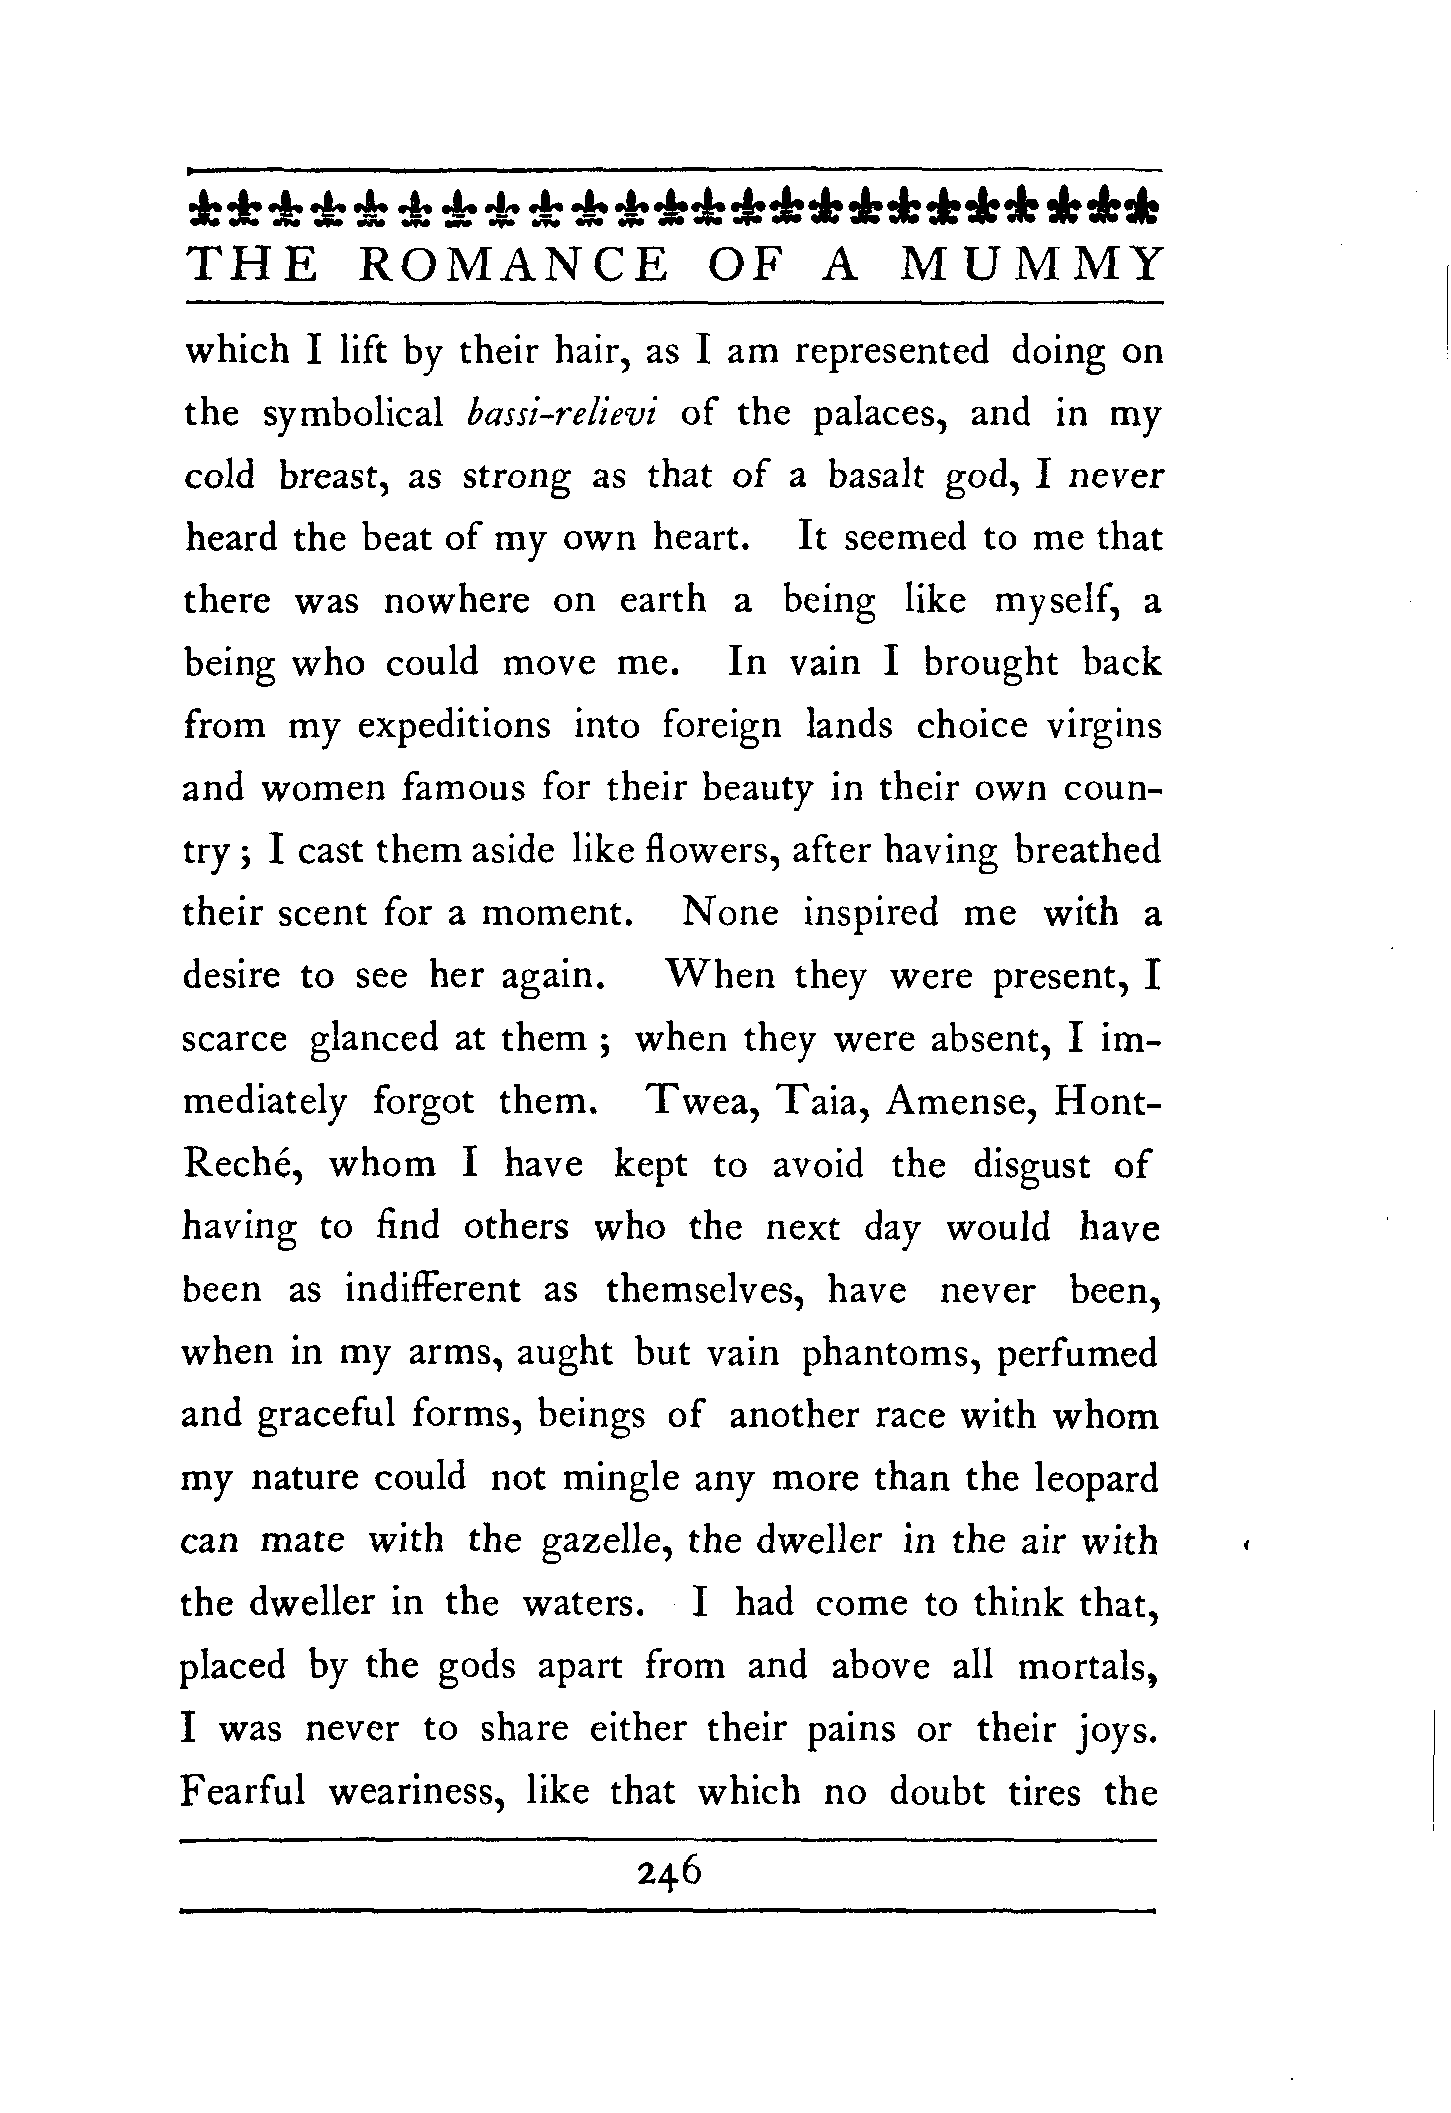 THE ROMANCE OF A MUMMY
which I lift by their hair, as I am represented doing on
the symbolical bassi-relievi of the palaces, and in my
cold breast, as strong as that of a basalt god, I never
heard the beat of my own heart. It seemed to me that
there was nowhere on earth a being like myself, a
being who could move me. In vain I brought back
from my expeditions into foreign lands choice virgins
and women famous for their beauty in their own coun-
try; I cast them aside like flowers, after having breathed
their scent for a moment. None inspired me with a
desire to see her again. When they were present, I
scarce glanced at them; when they were absent, I im-
mediately forgot them. Twea, Taia, Amense, Hont-
Reché, whom I have kept to avoid the disgust of
having to find others who the next day would have
been as indifferent as themselves, have never been,
when in my arms, aught but vain phantoms, perfumed
and graceful forms, beings of another race with whom
my nature could not mingle any more than the leopard
can mate with the gazelle, the dweller in the air with
the dweller in the waters. I had come to think that,
placed by the gods apart from and above all mortals,
I was never to share either their pains or their joys.
Fearful weariness, like that which no doubt tires the
246